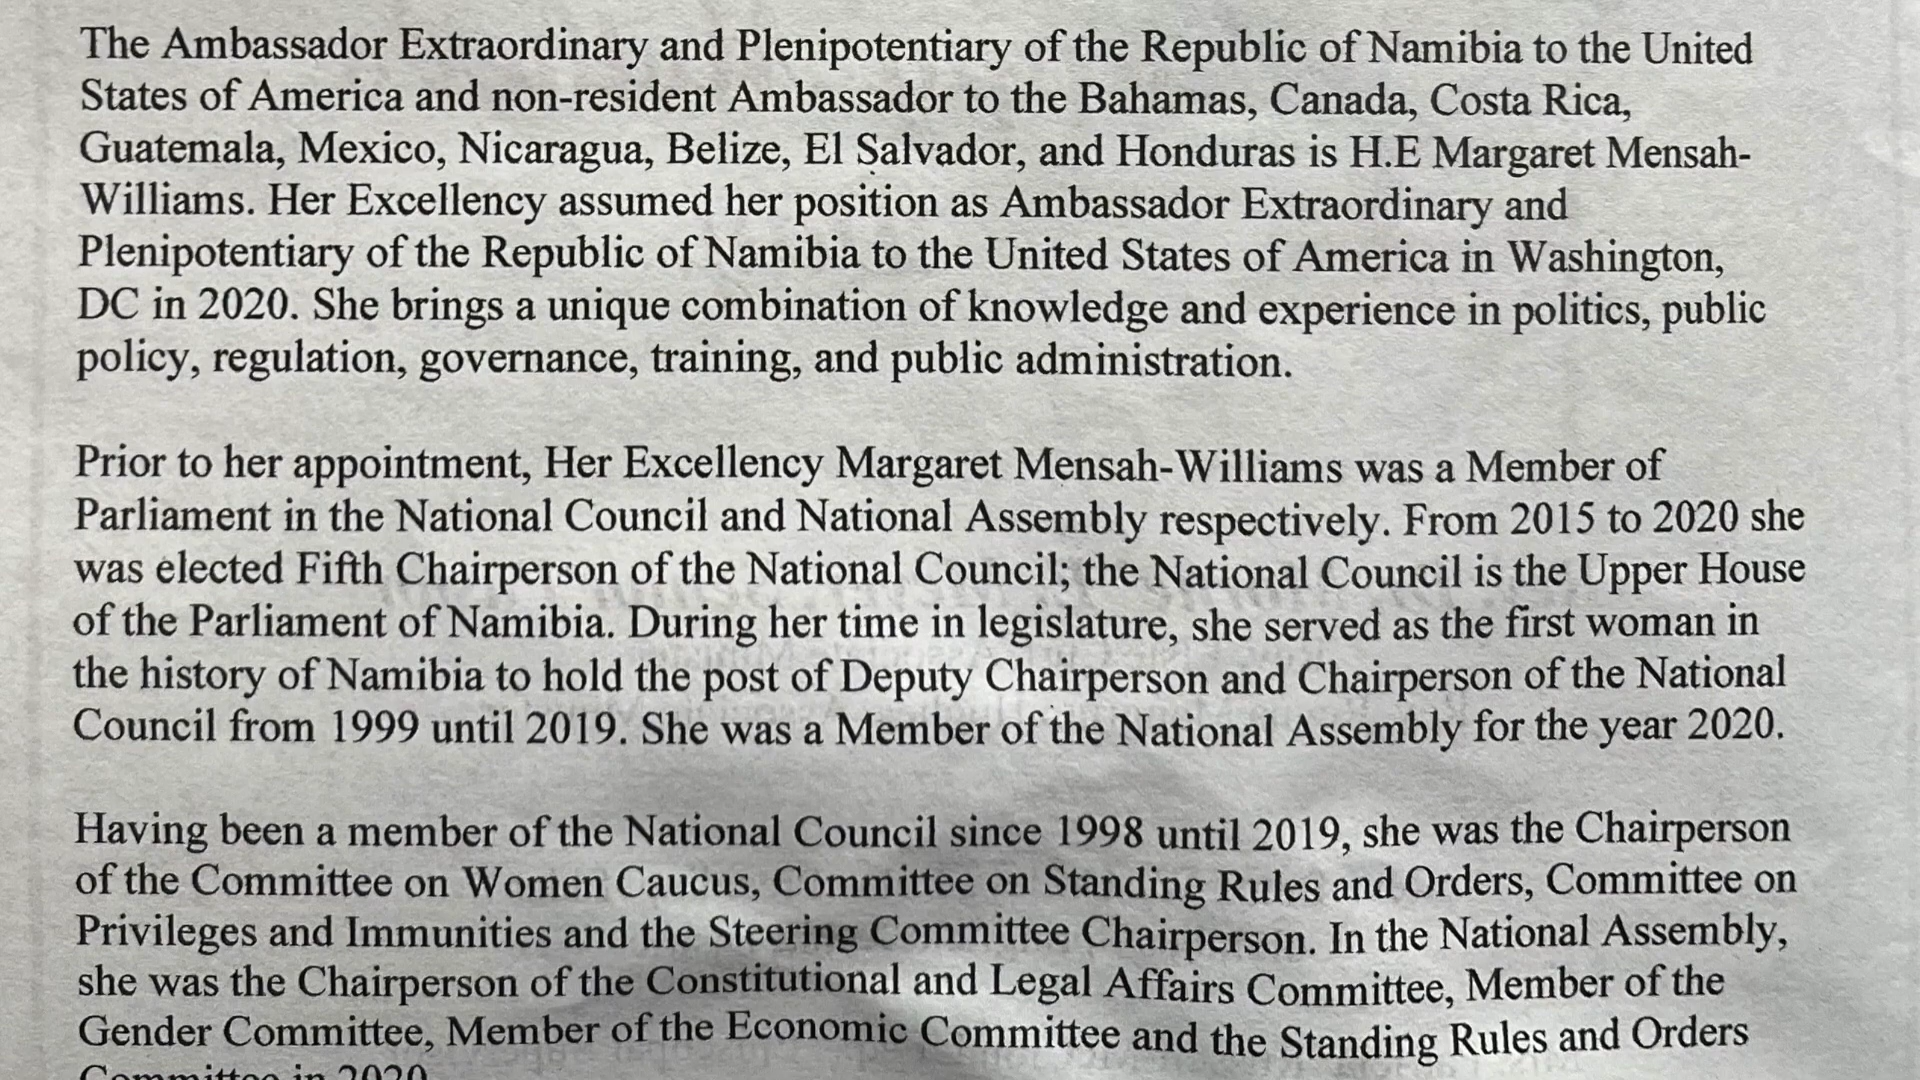 The Ambassador Extraordinary and Plenipotentiary of the Republic of Namibia to the United
States of America and non-resident Ambassador to the Bahamas, Canada, Costa Rica,
Guatemala, Mexico, Nicaragua, Belize, El Salvador, and Honduras is H.E Margaret Mensah-
Williams. Her Excellency assumed her position as Ambassador Extraordinary and
Plenipotentiary of the Republic of Namibia to the United States of America in Washington,
DC in 2020. She brings a unique combination of knowledge and experience in politics, public
policy, regulation, governance, training, and public administration.
Prior to her appointment, Her Excellency Margaret Mensah-Williams was a Member of
Parliament in the National Council and National Assembly respectively. From 2015 to 2020 she
was elected Fifth Chairperson of the National Council; the National Council is the Upper House
of the Parliament of Namibia. During her time in legislature, she served as the first woman in
the history of Namibia to hold the post of Deputy Chairperson and Chairperson of the National
Council from 1999 until 2019. She was a Member of the National Assembly for the year 2020.
Having been a member of the National Council since 1998 until 2019, she was the Chairperson
of the Committee on Women Caucus, Committee on Standing Rules and Orders, Committee on
Privileges and Immunities and the Steering Committee Chairperson. In the National Assembly,
she was the Chairperson of the Constitutional and Legal Affairs Committee, Member of the
Gender Committee, Member of the Economic Committee and the Standing Rules and Orders
Committee in 2020